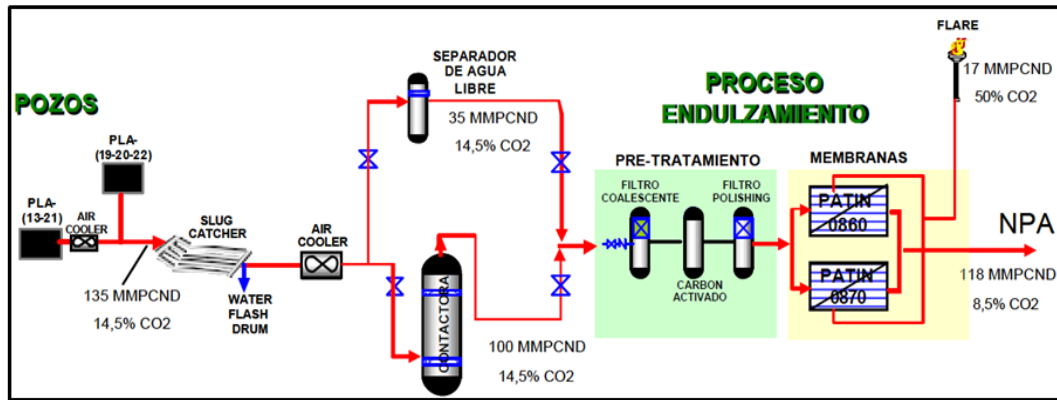 POZOS
PLA-
(19-20-22)
PLA-
(13-21)
AIR
COOLER
SLUG
CATCHER
135 MMPCND
14,5% CO2
WATER
FLASH
DRUM
AIR
COOLER
SEPARADOR
DE AGUA
LIBRE
35 MMPCND
14,5% CO2
CONTACTORA
100 MMPCND
14,5% CO2
PROCESO
ENDULZAMIENTO
PRE-TRATAMIENTO
FILTRO
COALESCENTE
CARBON
ACTIVADO
FILTRO
POLISHING
MEMBRANAS
PATIN
0860
PATIN
0870
FLARE
17 MMPCND
50% CO2
NPA
118 MMPCND
8,5% CO2